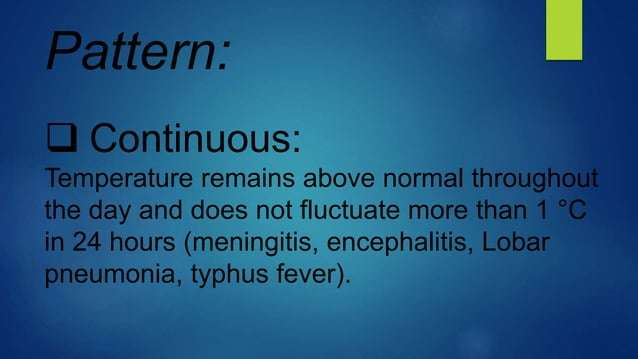 Pattern:
❑ Continuous:
Temperature remains above normal throughout
the day and does not fluctuate more than 1 °C
in 24 hours (meningitis, encephalitis, Lobar
pneumonia, typhus fever).